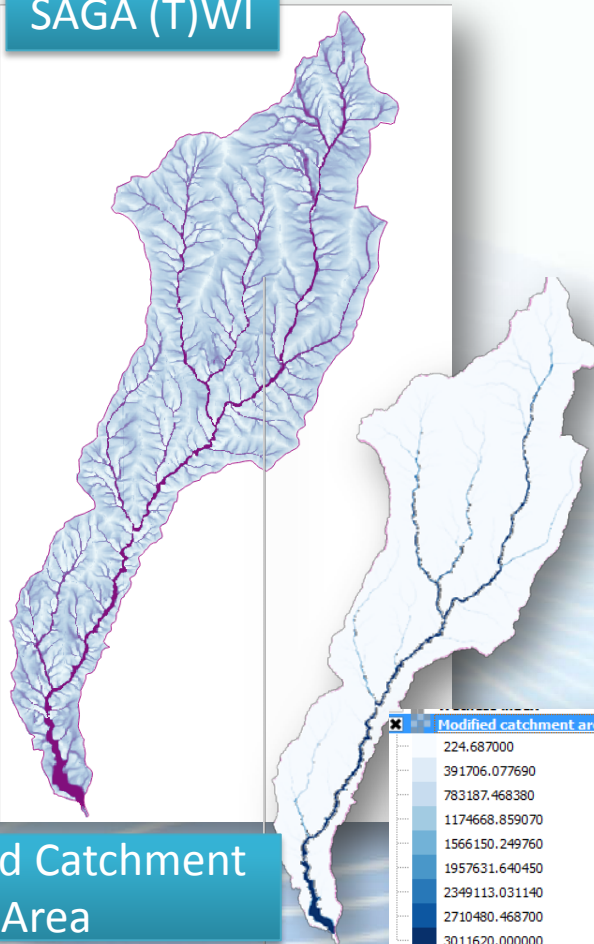 SAGA (T)WI
Modified catchment are
224.687000
391706.077690
783187.468380
1174668.859070
1566150.249760
1957631.640450
2349113.031140
2710480.468700
3011620.000000
d Catchment
Area